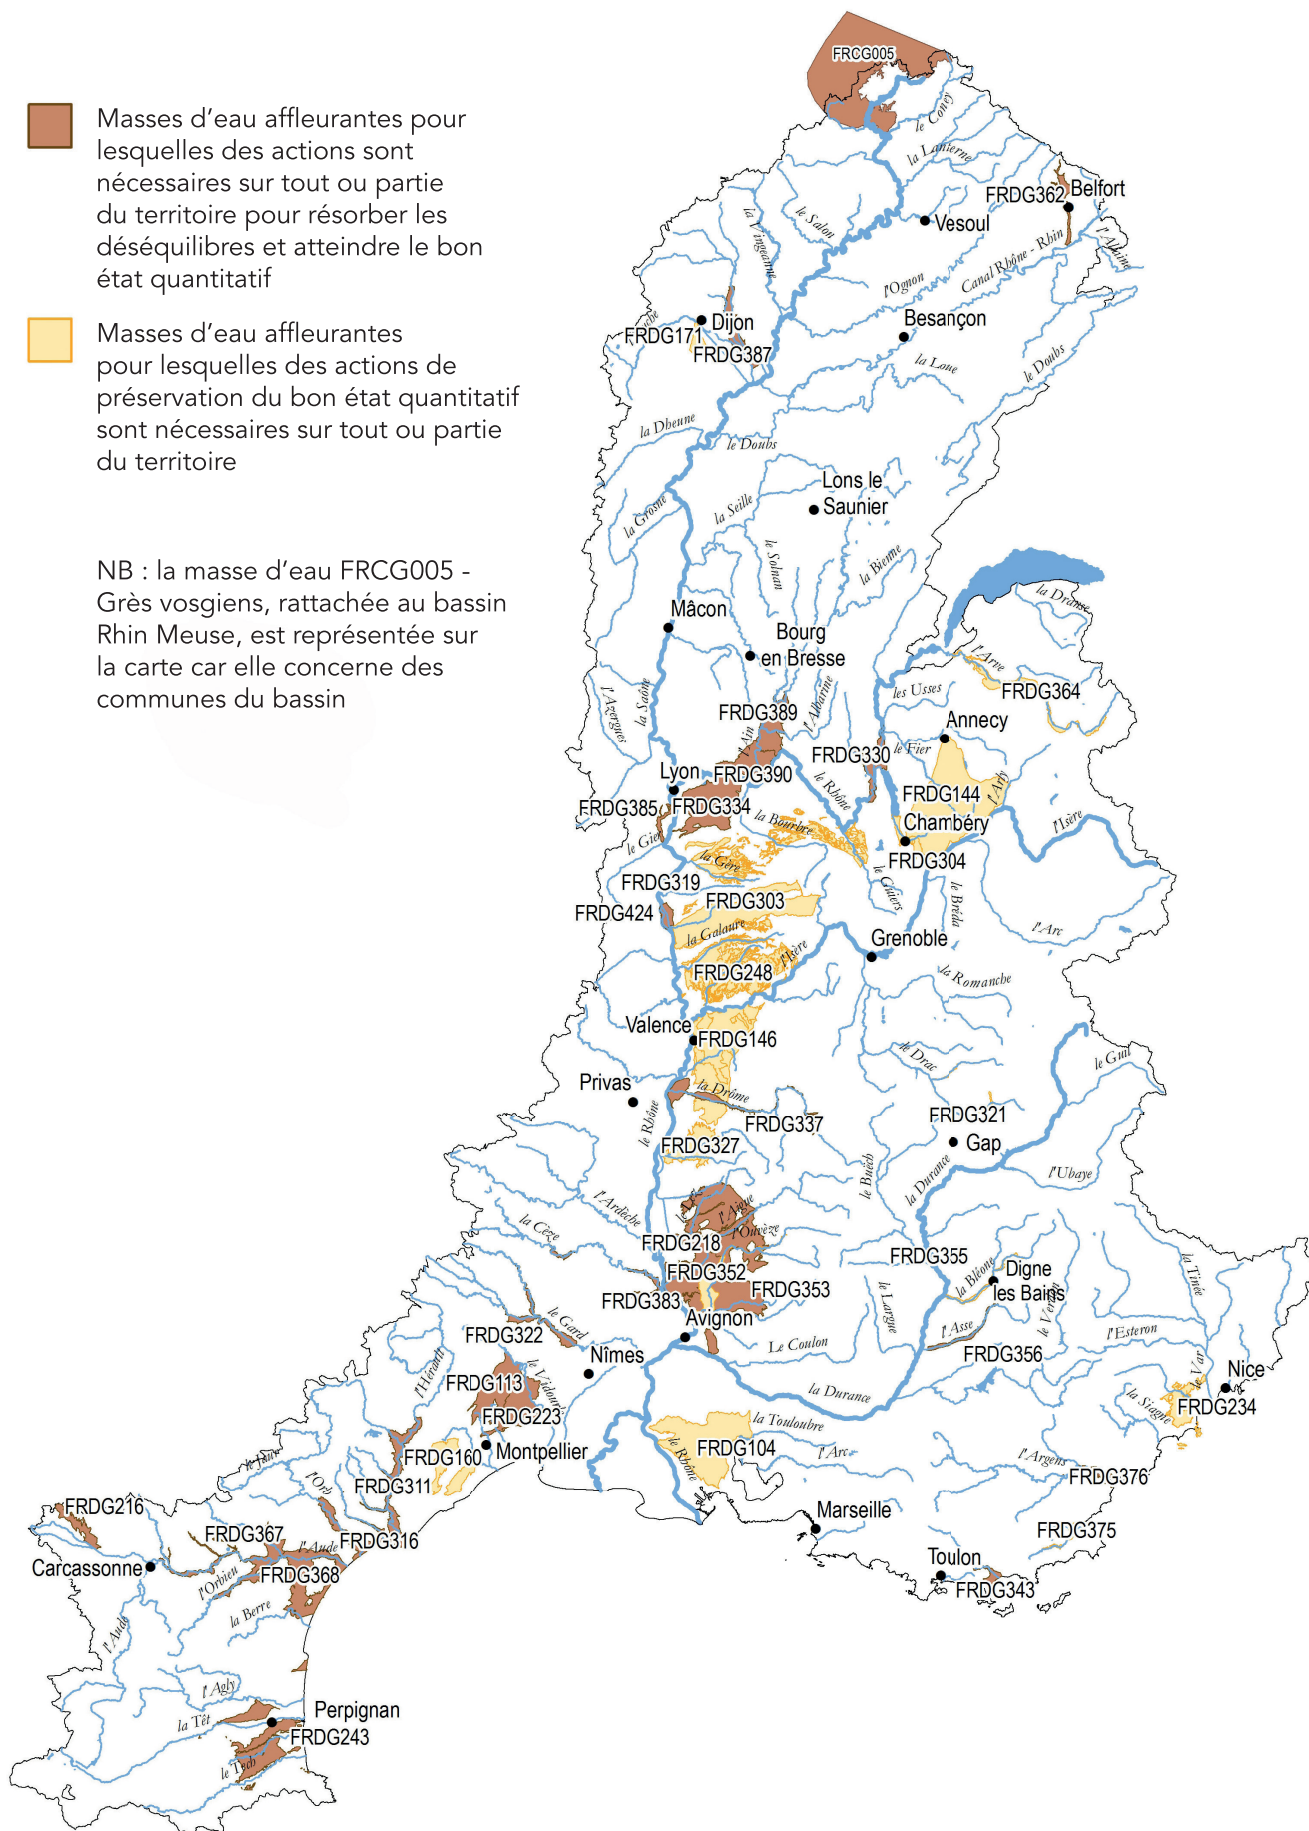 Masses d’eau affleurantes pour
lesquelles des actions sont
nécessaires sur tout ou partie
du territoire pour résorber les
déséquilibres et atteindre le bon
état quantitatif
Masses d’eau affleurantes
pour lesquelles des actions de
préservation du bon état quantitatif
sont nécessaires sur tout ou partie
du territoire
NB : la masse d’eau FRCG005 -
Grès vosgiens, rattachée au bassin
Rhin Meuse, est représentée sur
la carte car elle concerne des
communes du bassin
FRCG005
le Coney
la Lanterne
FRDG362
Belfort
le Salon
la Vingeanne
Vesoul
l'Allaine
Canal Rhône - Rhin
l'Ognon
Dijon
FRDG171
FRDG387
Besançon
la Loue
le Doubs
la Dheune
le Doubs
Lons le
Saunier
la Grosne
la Seille
le Solnan
la Bienne
la Dranse
Mâcon
Bourg
en Bresse
l'Arve
FRDG364
les Usses
l'Azergues
la Saône
l'Albarine
FRDG389
l'Ain
Annecy
FRDG330
le Fier
Lyon
FRDG390
le Rhône
FRDG144
l'Arly
FRDG385
FRDG334
la Bourbre
Chambéry
l'Isère
le Gier
la Gère
FRDG304
FRDG319
le Guiers
le Bréda
FRDG303
FRDG424
la Galaure
l'Arc
Grenoble
l'Isère
FRDG248
la Romanche
Valence
FRDG146
le Drac
le Guil
Privas
la Drôme
le Rhône
FRDG337
FRDG321
Gap
FRDG327
le Buëch
la Durance
l'Ubaye
l'Ardèche
l'Aigue
la Cèze
l'Ouvèze
FRDG218
FRDG355
la Tinée
FRDG352
la Bléone
Digne
les Bains
FRDG383
FRDG353
le Largue
le Verdon
Avignon
le Gard
FRDG322
l'Asse
l'Esteron
Le Coulon
Nîmes
FRDG356
le Var
Nice
l'Hérault
FRDG113
le Vidourle
la Durance
la Siagne
FRDG234
FRDG223
la Touloubre
FRDG160
Montpellier
le Rhône
FRDG104
l'Arc
l'Argens
FRDG376
le Jaur
l'Orb
FRDG311
FRDG216
Marseille
FRDG375
FRDG367
l'Aude
FRDG316
Carcassonne
l'Orbieu
FRDG368
Toulon
FRDG343
la Berre
l'Aude
l'Agly
la Têt
Perpignan
FRDG243
le Tech